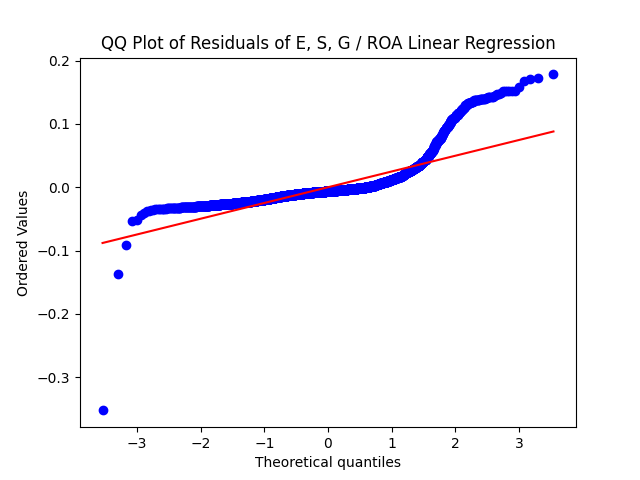 QQ Plot of Residuals of E, S, G / ROA Linear Regression
0.2
0.1
0.0
−0.1
−0.2
−0.3
Ordered Values
−3 −2 −1 0 1 2 3
Theoretical quantiles